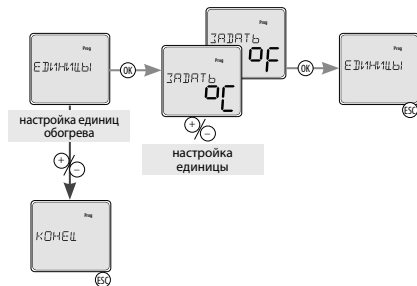 Prog
ЕДИНИЦЫ
OK
Prog
ЗАДАТЬ
°F
Prog
ЗАДАТЬ
°C
OK
Prog
ЕДИНИЦЫ
ESC
настройка единиц
обогрева
+/−
настройка
единицы
+/−
Prog
КОНЕЦ
ESC